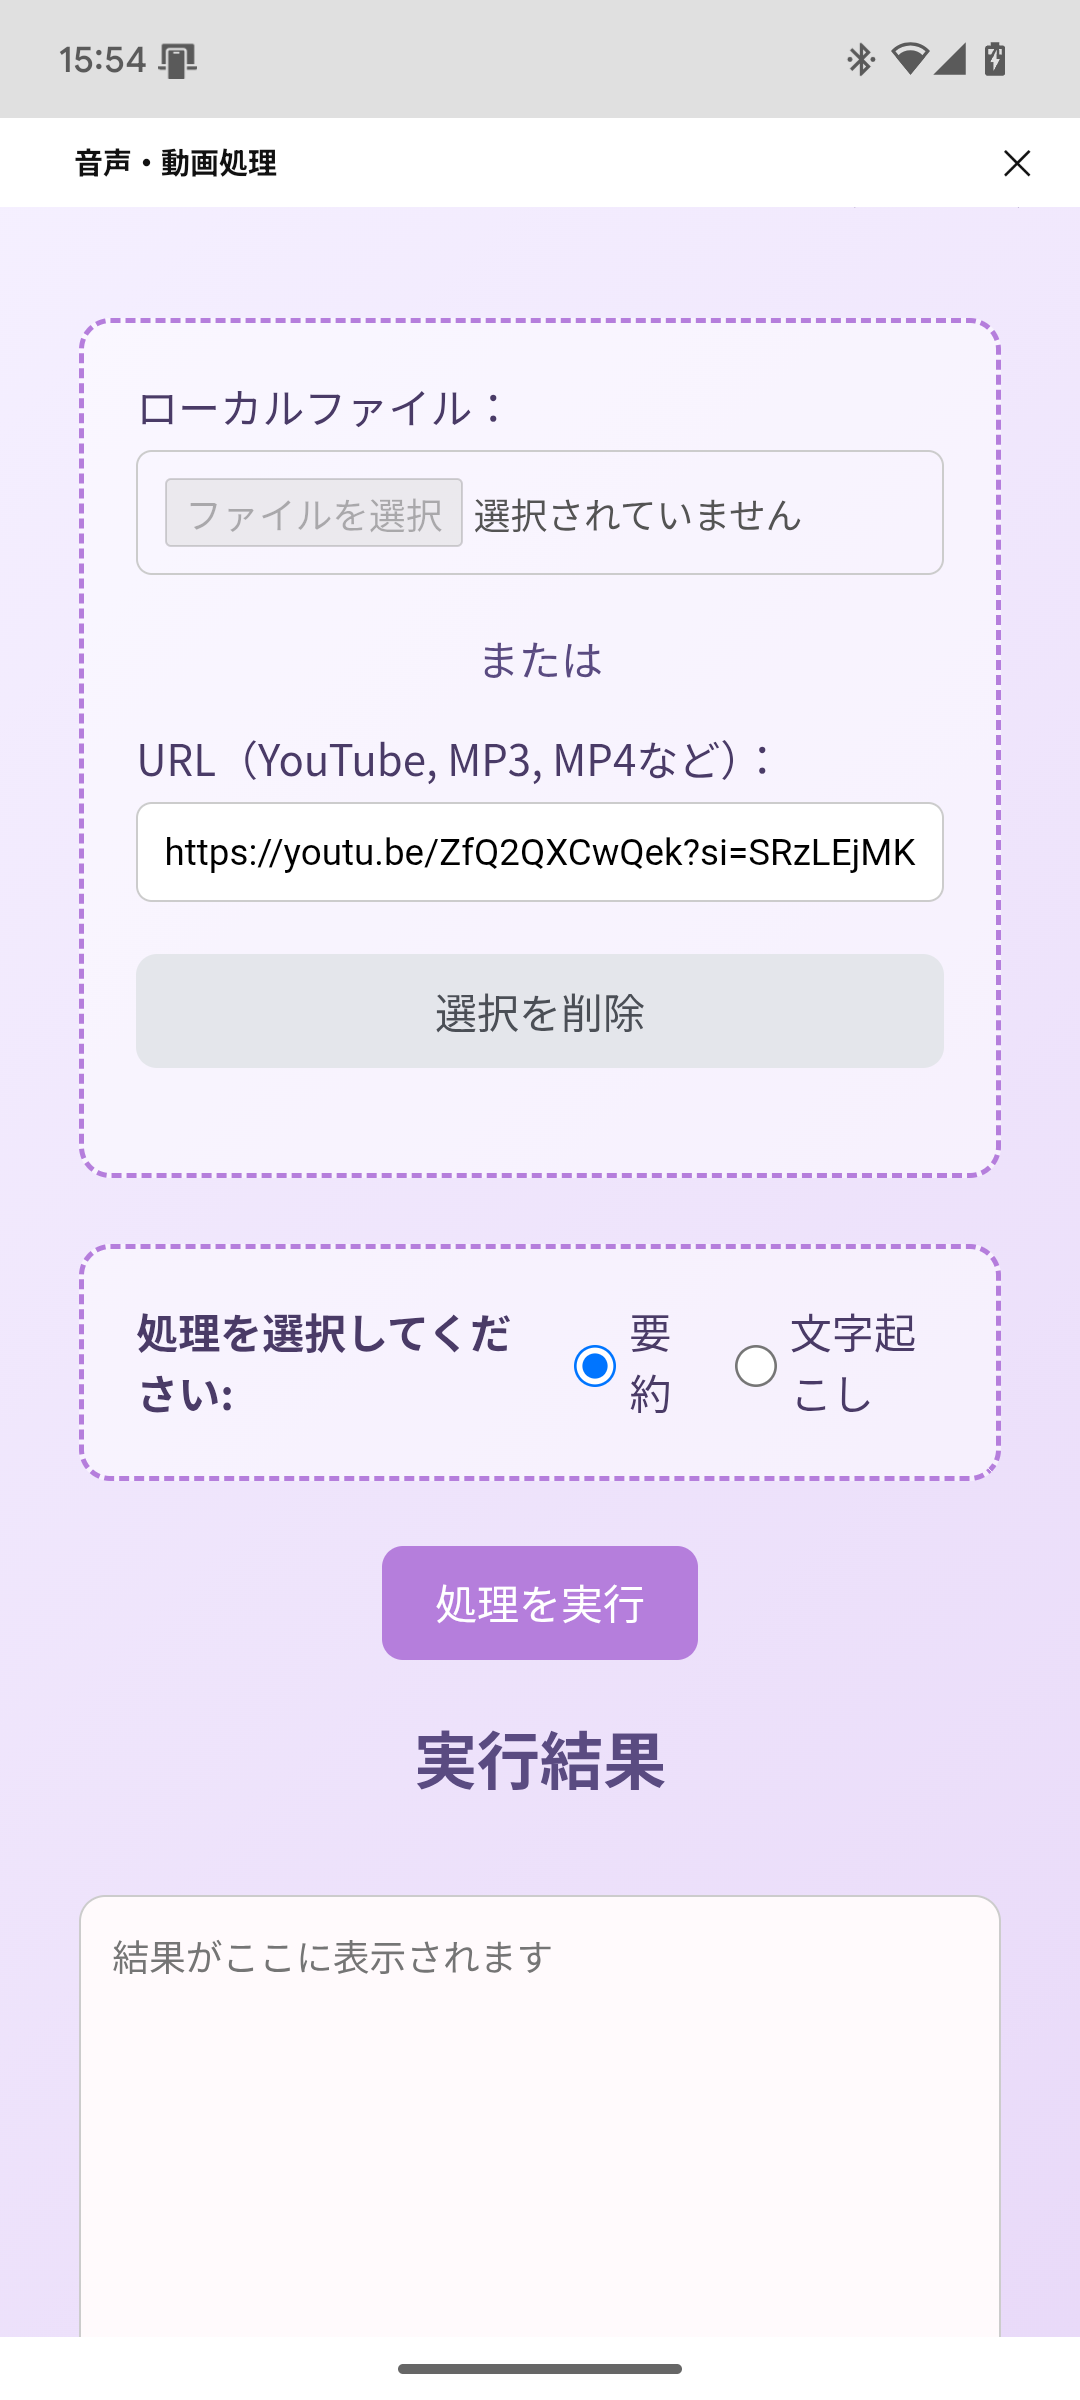 15:54
音声・動画処理
ローカルファイル：
ファイルを選択 選択されていません
または
URL（YouTube, MP3, MP4など）：
https://youtu.be/ZfQ2QXCwQek?si=SRzLEjMK
選択を削除
処理を選択してくだ
さい:
要
約
文字起
こし
処理を実行
実行結果
結果がここに表示されます